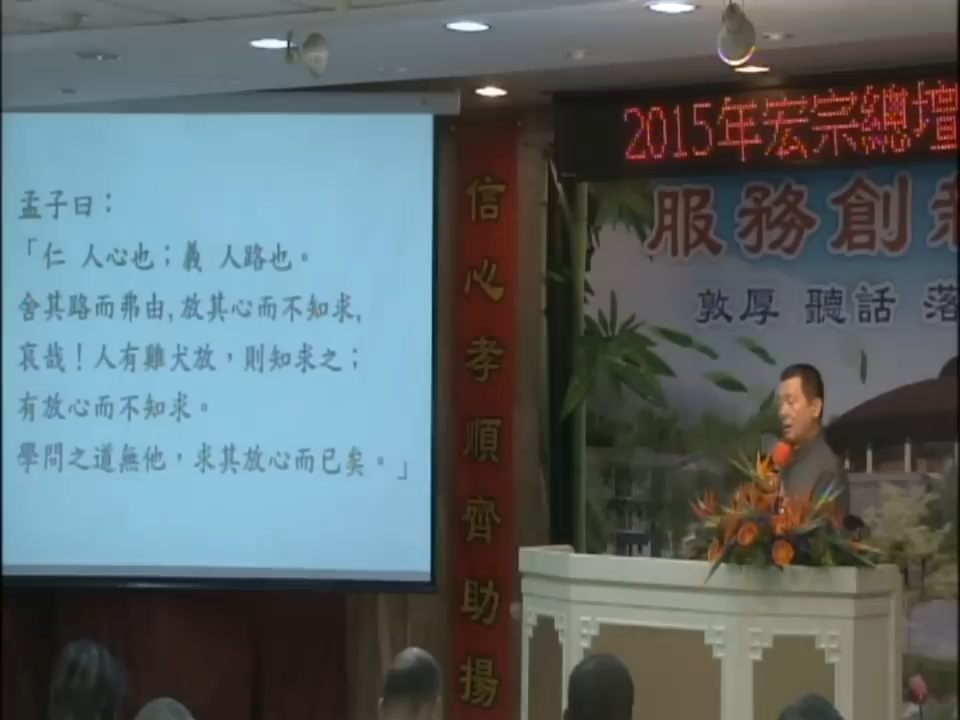 孟子曰：
「仁 人心也；義 人路也。
舍其路而弗由,放其心而不知求,
哀哉！人有雞犬放，則知求之；
有放心而不知求。
學問之道無他，求其放心而已矣。」
信心孝順齊助揚
2015年宏宗總壇
服務創
敦厚 聽話 落